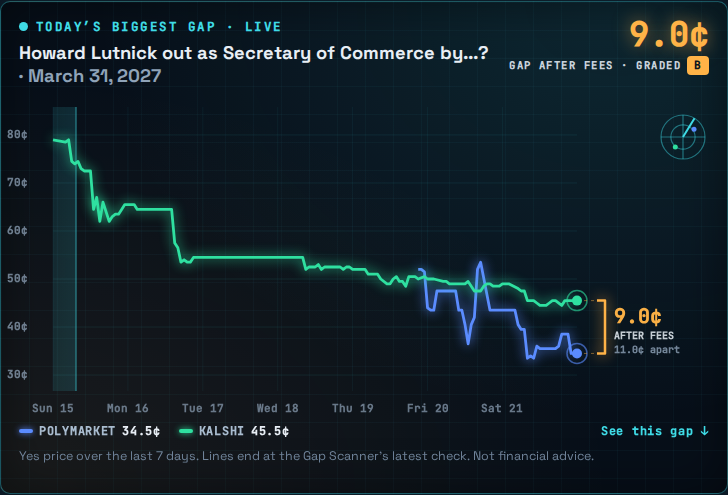 TODAY'S BIGGEST GAP · LIVE
9.0¢
Howard Lutnick out as Secretary of Commerce by...?
· March 31, 2027
GAP AFTER FEES · GRADED B
80¢
70¢
60¢
50¢
40¢
30¢
9.0¢
AFTER FEES
11.0¢ apart
Sun 15 Mon 16 Tue 17 Wed 18 Thu 19 Fri 20 Sat 21
POLYMARKET 34.5¢ KALSHI 45.5¢
See this gap ↓
Yes price over the last 7 days. Lines end at the Gap Scanner's latest check. Not financial advice.